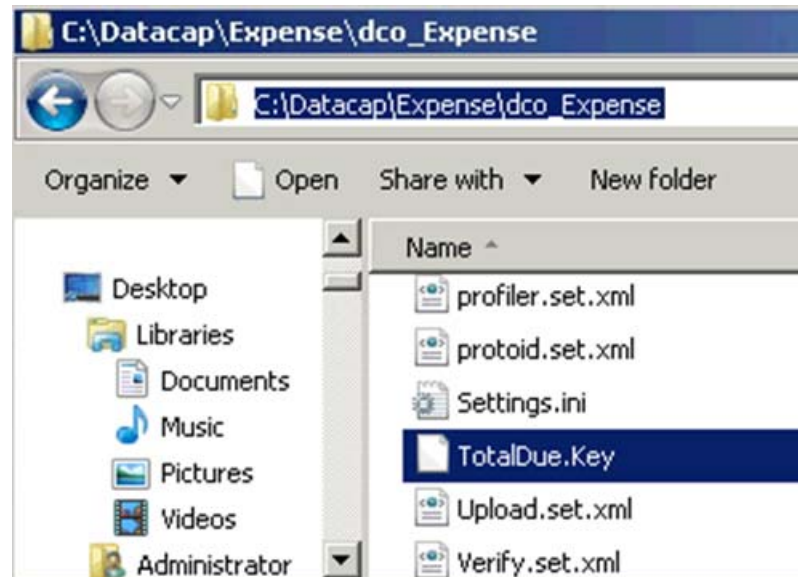 C:\Datacap\Expense\dco_Expense
C:\Datacap\Expense\dco_Expense
Organize Open Share with New folder
Desktop
Libraries
Documents
Music
Pictures
Videos
Administrator
Name
profiler.set.xml
protoid.set.xml
Settings.ini
TotalDue.Key
Upload.set.xml
Verify.set.xml